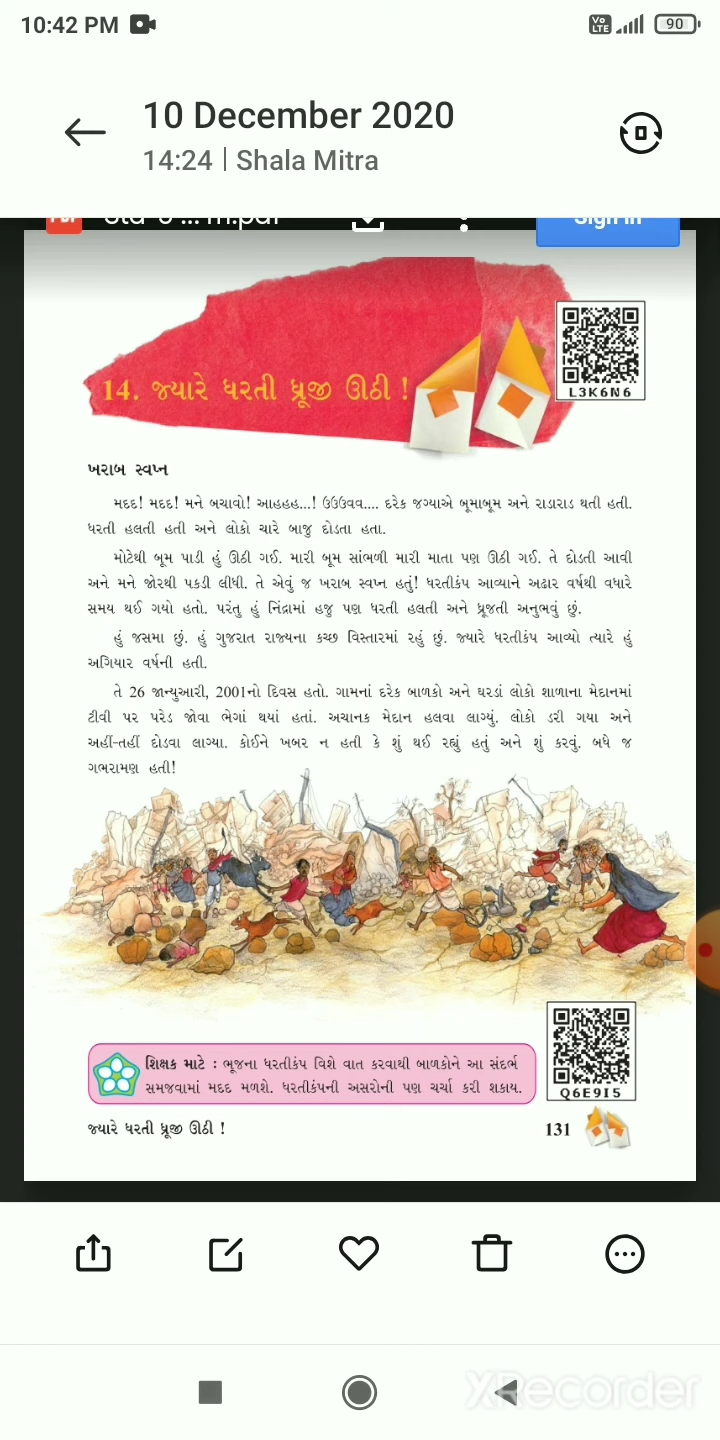 10:42 PM
Vo LTE
90
10 December 2020
14:24 | Shala Mitra
Sign in
L3K6N6
14. જ્યારે ધરતી ધ્રૂજી ઊઠી !
ખરાબ સ્વપ્ન
મદદ! મદદ! મને બચાવો! આહહહ...! ઉઉઉવવ.... દરેક જગ્યાએ બૂમાબૂમ અને રાડારાડ થતી હતી.
ધરતી હલતી હતી અને લોકો ચારે બાજુ દોડતા હતા.
મોટેથી બૂમ પાડી હું ઊઠી ગઈ. મારી બૂમ સાંભળી મારી માતા પણ ઊઠી ગઈ. તે દોડતી આવી
અને મને જોરથી પકડી લીધી. તે એવું જ ખરાબ સ્વપ્ન હતું! ધરતીકંપ આવ્યાને અઢાર વર્ષથી વધારે
સમય થઈ ગયો હતો. પરંતુ હું નિંદ્રામાં હજુ પણ ધરતી હલતી અને ધ્રૂજતી અનુભવું છું.
હું જસમા છું. હું ગુજરાત રાજ્યના કચ્છ વિસ્તારમાં રહું છું. જ્યારે ધરતીકંપ આવ્યો ત્યારે હું
અગિયાર વર્ષની હતી.
તે 26 જાન્યુઆરી, 2001નો દિવસ હતો. ગામનાં દરેક બાળકો અને ઘરડાં લોકો શાળાના મેદાનમાં
ટીવી પર પરેડ જોવા ભેગાં થયાં હતાં. અચાનક મેદાન હલવા લાગ્યું. લોકો ડરી ગયા અને
અહીં-તહીં દોડવા લાગ્યા. કોઈને ખબર ન હતી કે શું થઈ રહ્યું હતું અને શું કરવું. બધે જ
ગભરામણ હતી!
શિક્ષક માટે : ભૂજના ધરતીકંપ વિશે વાત કરવાથી બાળકોને આ સંદર્ભ
સમજવામાં મદદ મળશે. ધરતીકંપની અસરોની પણ ચર્ચા કરી શકાય.
Q6E9I5
જ્યારે ધરતી ધ્રૂજી ઊઠી !
131
XRecorder